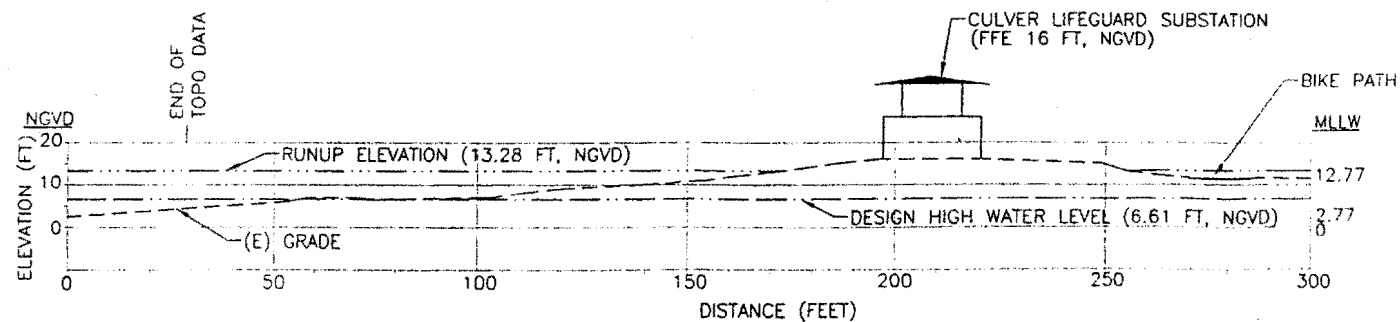 CULVER LIFEGUARD SUBSTATION
(FFE 16 FT, NGVD)
END OF
TOPO DATA
BIKE PATH
NGVD
MLLW
20
RUNUP ELEVATION (13.28 FT, NGVD)
12.77
10
DESIGN HIGH WATER LEVEL (6.61 FT, NGVD)
2.77
0
0
(E) GRADE
ELEVATION (FT)
0
50
100
150
200
250
300
DISTANCE (FEET)